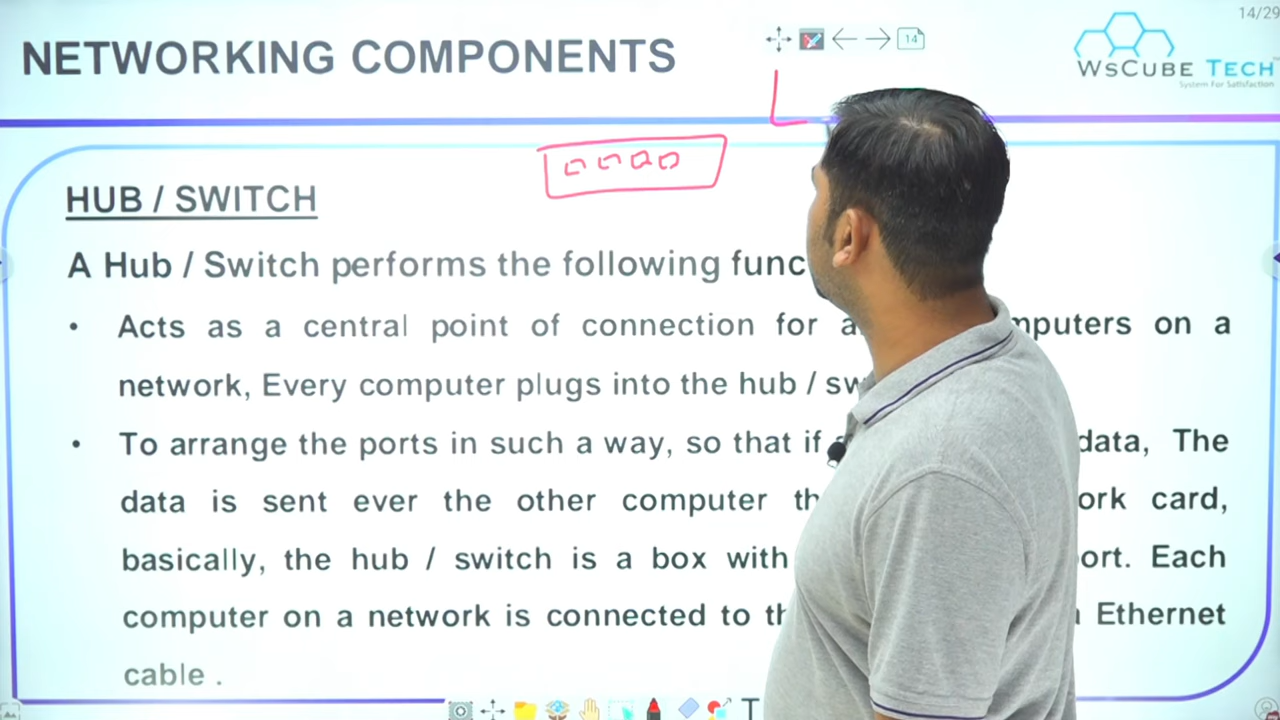 14/29
NETWORKING COMPONENTS
14
WSCUBE TECH
System For Satisfaction
HUB / SWITCH
A Hub / Switch performs the following func
Acts as a central point of connection for a mputers on a
network, Every computer plugs into the hub / sw
To arrange the ports in such a way, so that if data, The
data is sent ever the other computer th ork card,
basically, the hub / switch is a box with ort. Each
computer on a network is connected to th Ethernet
cable .
T